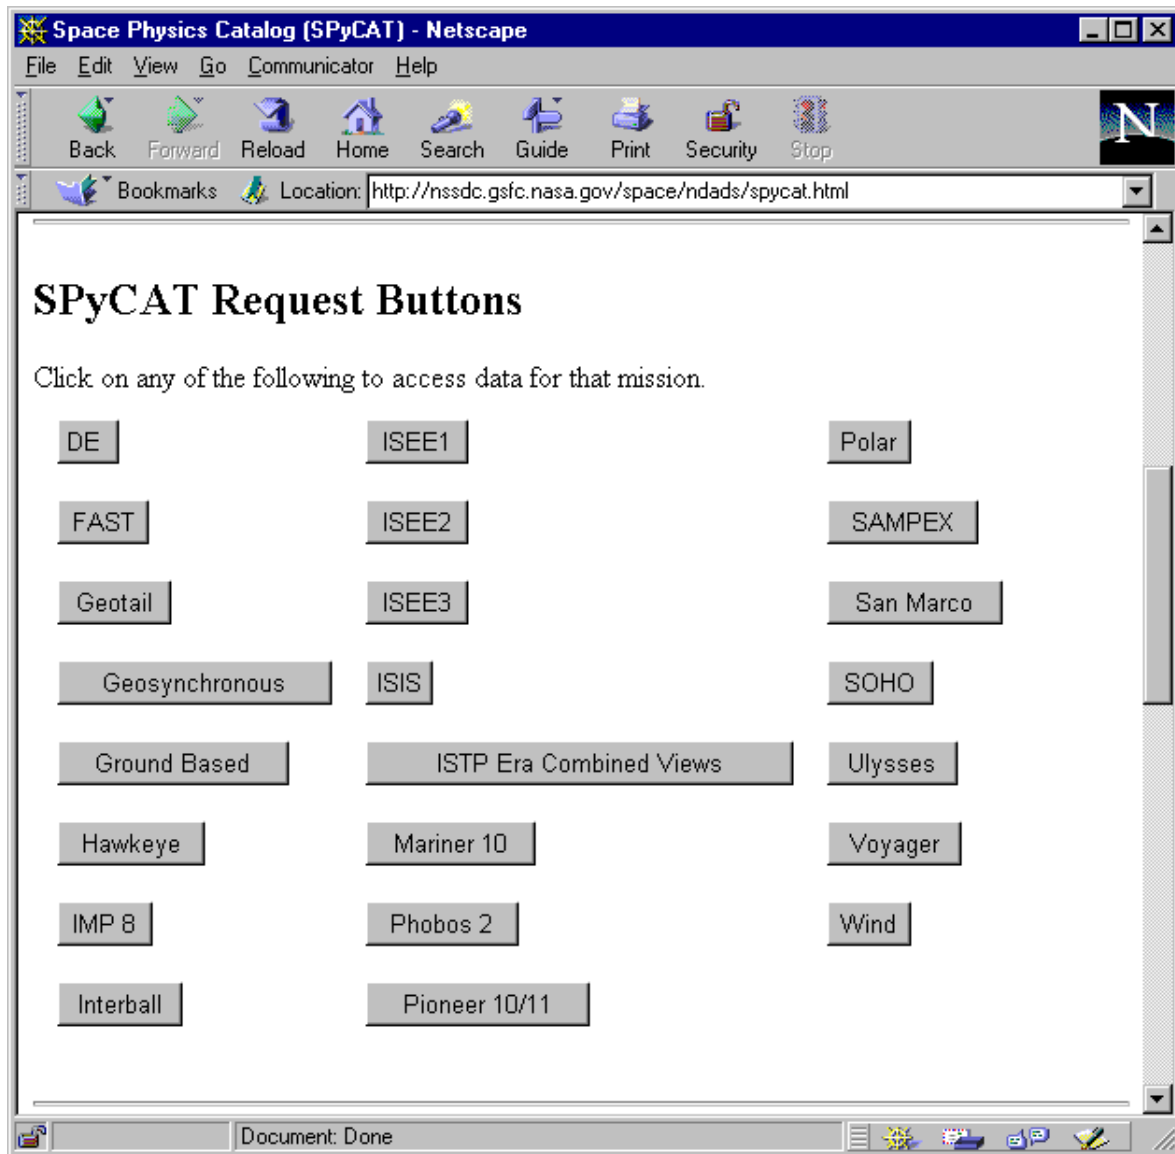 Space Physics Catalog (SPyCAT) - Netscape
File Edit View Go Communicator Help
N
Back Forward Reload Home Search Guide Print Security Stop
Bookmarks Location: http://nssdc.gsfc.nasa.gov/space/ndads/spycat.html
SPyCAT Request Buttons
Click on any of the following to access data for that mission.
DE ISEE1 Polar
FAST ISEE2 SAMPEX
Geotail ISEE3 San Marco
Geosynchronous ISIS SOHO
Ground Based ISTP Era Combined Views Ulysses
Hawkeye Mariner 10 Voyager
IMP 8 Phobos 2 Wind
Interball Pioneer 10/11
Document: Done